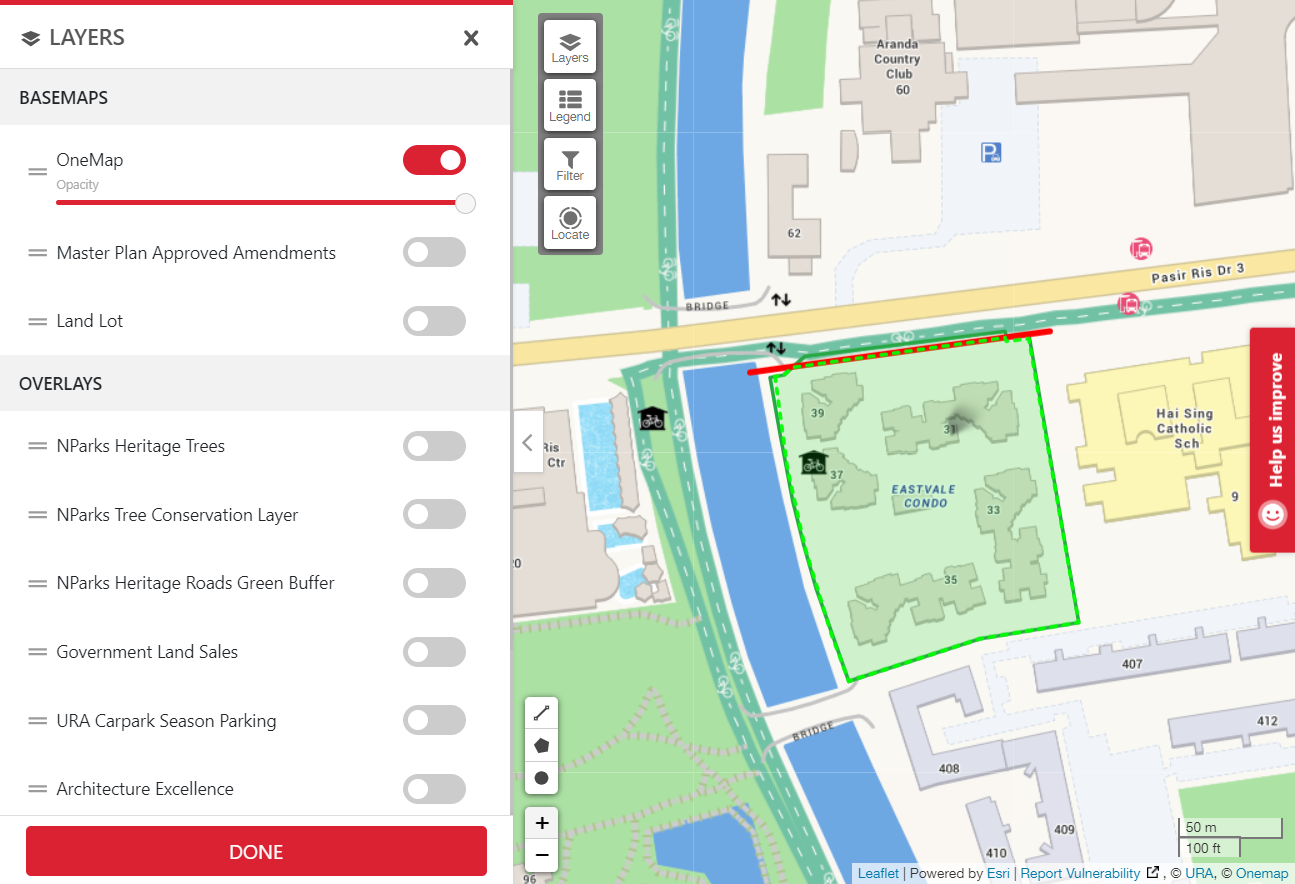 LAYERS
BASEMAPS
OneMap
Opacity
Master Plan Approved Amendments
Land Lot
OVERLAYS
NParks Heritage Trees
NParks Tree Conservation Layer
NParks Heritage Roads Green Buffer
Government Land Sales
URA Carpark Season Parking
Architecture Excellence
DONE
Layers
Legend
Filter
Locate
Aranda
Country
Club
60
P
62
Pasir Ris Dr 3
BRIDGE
39
31
37
EASTVALE
CONDO
33
35
Hai Sing
Catholic
Sch
9
Help us improve
Ris
Ctr
407
412
BRIDGE
408
409
410
96
+
−
50 m
100 ft
Leaflet | Powered by Esri | Report Vulnerability , © URA, © Onemap